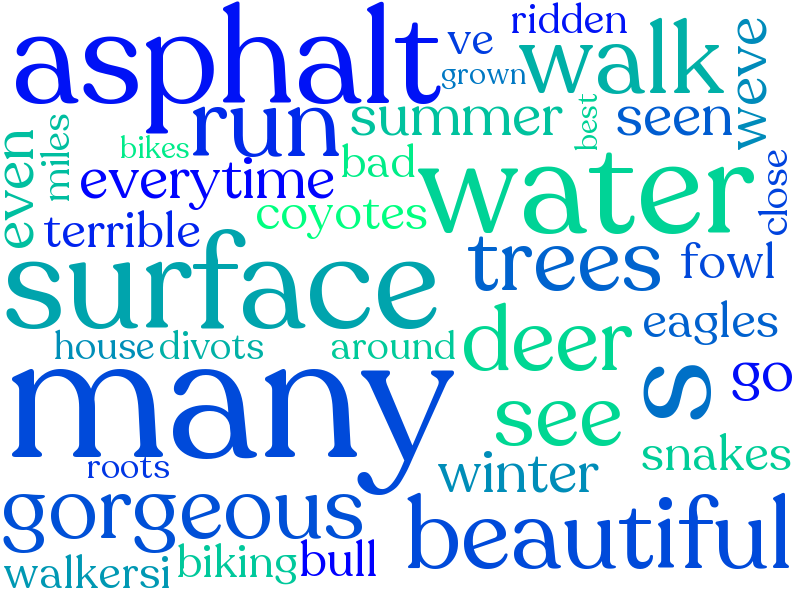 asphalt
ve
ridden
grown
walk
weve
run
summer
best
seen
even
miles
bikes
everytime
bad
water
close
terrible
coyotes
surface
trees
fowl
house
divots
around
deer
eagles
many
s
go
see
roots
winter
snakes
gorgeous
beautiful
walkersi
biking
bull